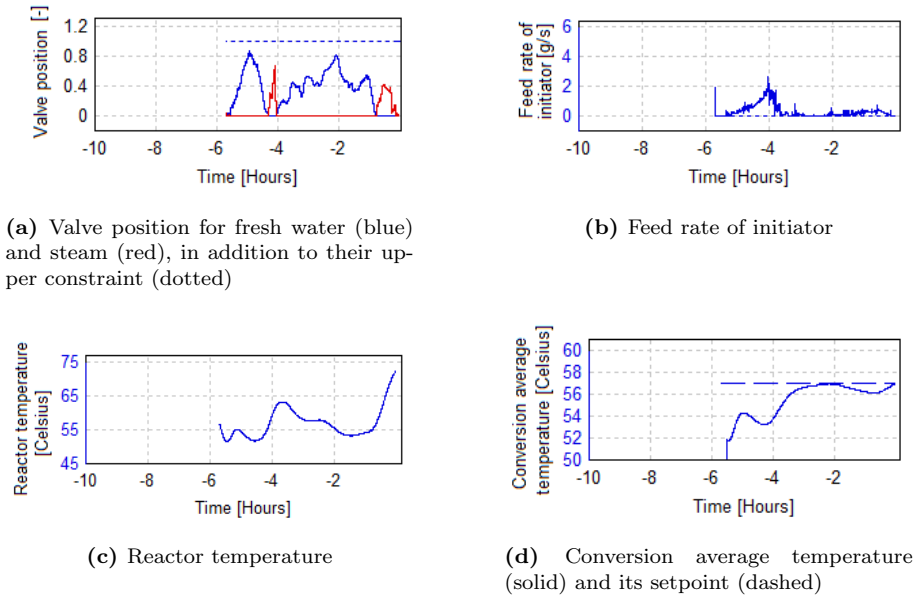 Valve position [-]
1.2
0.8
0.4
0
-10
-8
-6
-4
-2
Time [Hours]
(a) Valve position for fresh water (blue)
and steam (red), in addition to their up-
per constraint (dotted)
Feed rate of
initiator [g/s]
6
4
2
0
-10
-8
-6
-4
-2
Time [Hours]
(b) Feed rate of initiator
Reactor temperature
[Celsius]
75
65
55
45
-10
-8
-6
-4
-2
Time [Hours]
(c) Reactor temperature
Conversion average
temperature [Celsius]
60
58
56
54
52
50
-10
-8
-6
-4
-2
Time [Hours]
(d) Conversion average temperature
(solid) and its setpoint (dashed)